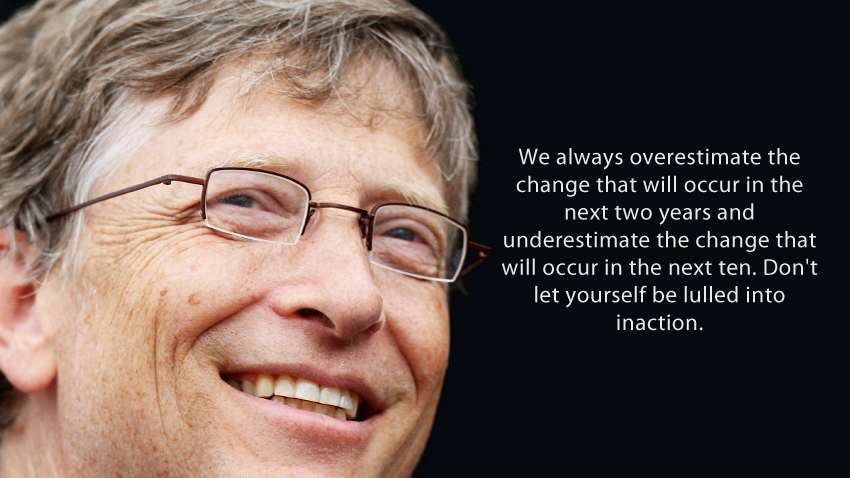 We always overestimate the
change that will occur in the
next two years and
underestimate the change that
will occur in the next ten. Don't
let yourself be lulled into
inaction.